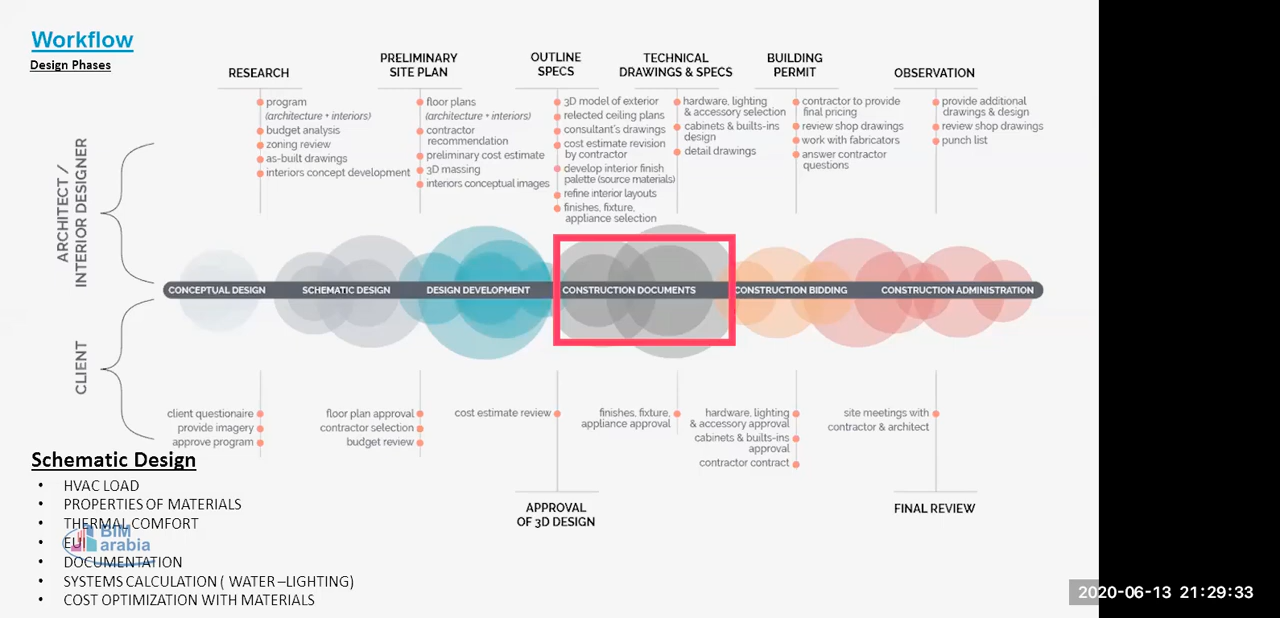 Workflow
Design Phases
RESEARCH
program
(architecture + interiors)
budget analysis
zoning review
as-built drawings
interiors concept development
PRELIMINARY
SITE PLAN
floor plans
(architecture + interiors)
contractor
recommendation
preliminary cost estimate
3D massing
interiors conceptual images
OUTLINE
SPECS
3D model of exterior
relected ceiling plans
consultant's drawings
cost estimate revision
by contractor
develop interior finish
palette (source materials)
refine interior layouts
finishes, fixture,
appliance selection
TECHNICAL
DRAWINGS & SPECS
hardware, lighting
& accessory selection
cabinets & builts-ins
design
detail drawings
BUILDING
PERMIT
contractor to provide
final pricing
review shop drawings
work with fabricators
answer contractor
questions
OBSERVATION
provide additional
drawings & design
review shop drawings
punch list
ARCHITECT /
INTERIOR DESIGNER
CONCEPTUAL DESIGN
SCHEMATIC DESIGN
DESIGN DEVELOPMENT
CONSTRUCTION DOCUMENTS
CONSTRUCTION BIDDING
CONSTRUCTION ADMINISTRATION
CLIENT
client questionaire
provide imagery
approve program
floor plan approval
contractor selection
budget review
cost estimate review
APPROVAL
OF 3D DESIGN
finishes, fixture,
appliance approval
hardware, lighting
& accessory approval
cabinets & builts-ins
approval
contractor contract
site meetings with
contractor & architect
FINAL REVIEW
Schematic Design
• HVAC LOAD
• PROPERTIES OF MATERIALS
• THERMAL COMFORT
• EUI
• DOCUMENTATION
• SYSTEMS CALCULATION ( WATER –LIGHTING)
• COST OPTIMIZATION WITH MATERIALS
BIM
arabia
2020-06-13 21:29:33